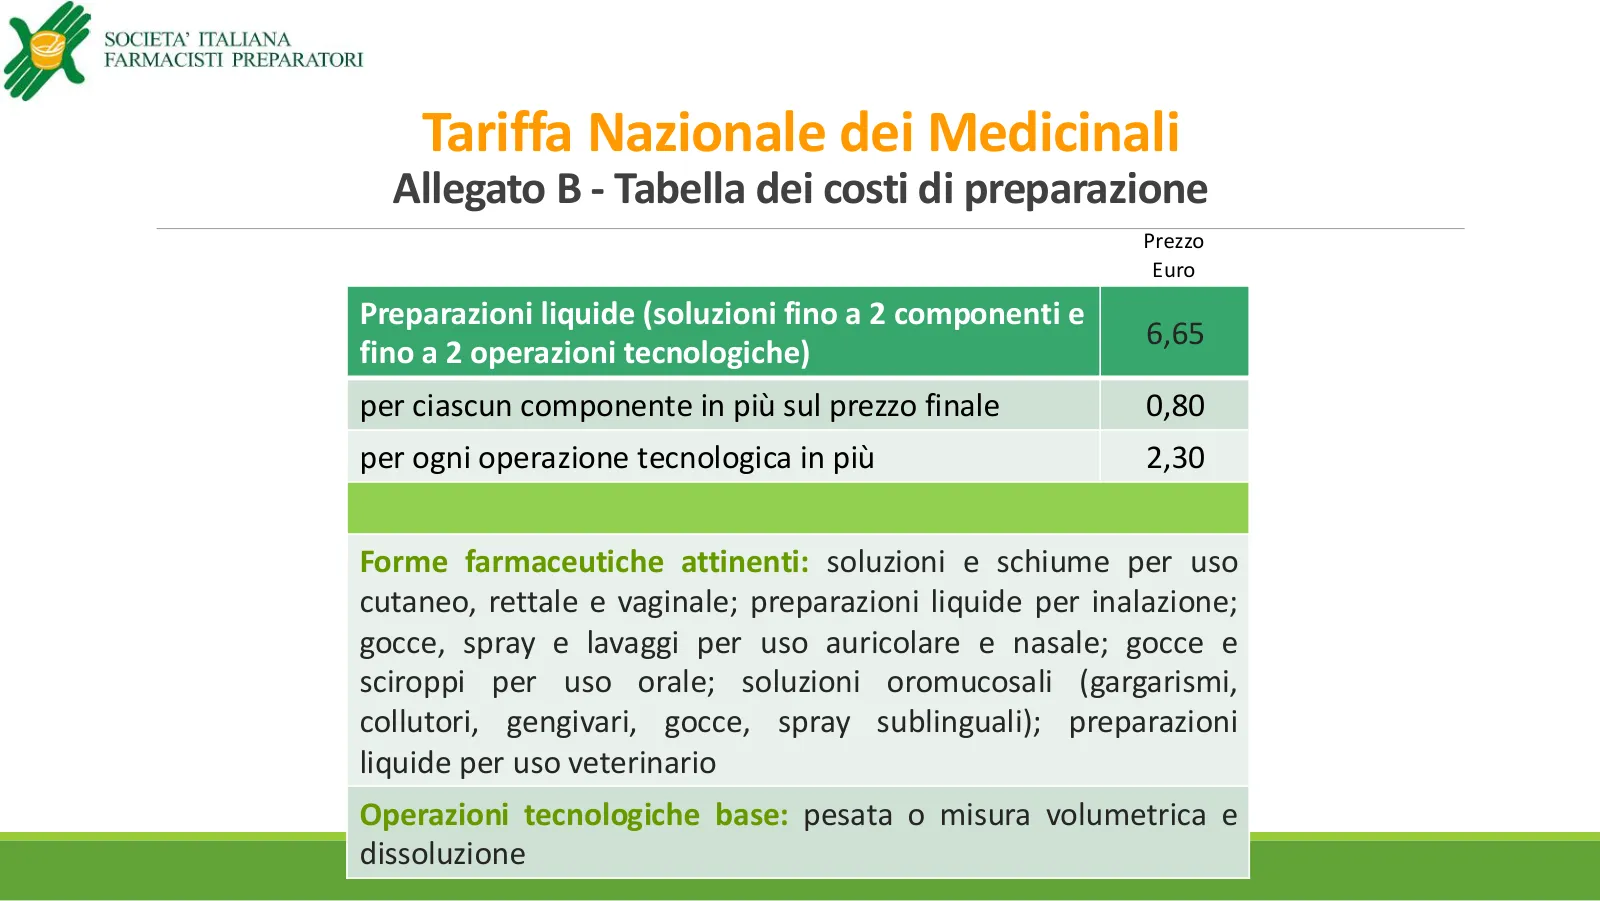 SOCIETA’ ITALIANA
FARMACISTI PREPARATORI
Tariffa Nazionale dei Medicinali
Allegato B - Tabella dei costi di preparazione
Prezzo
Euro
Preparazioni liquide (soluzioni fino a 2 componenti e
fino a 2 operazioni tecnologiche)
6,65
per ciascun componente in più sul prezzo finale
0,80
per ogni operazione tecnologica in più
2,30
Forme farmaceutiche attinenti: soluzioni e schiume per uso
cutaneo, rettale e vaginale; preparazioni liquide per inalazione;
gocce, spray e lavaggi per uso auricolare e nasale; gocce e
sciroppi per uso orale; soluzioni oromucosali (gargarismi,
collutori, gengivari, gocce, spray sublinguali); preparazioni
liquide per uso veterinario
Operazioni tecnologiche base: pesata o misura volumetrica e
dissoluzione